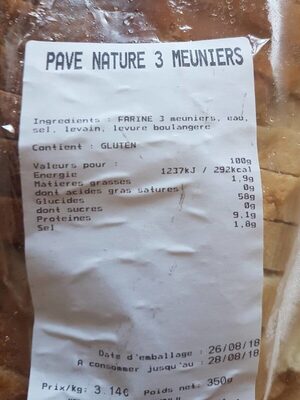 PAVE NATURE 3 MEUNIERS
Ingredients : FARINE 3 meuniers, eau,
sel, levain, levure boulangere
Contient : GLUTEN
Valeurs pour : 100g
Energie 1237kJ / 292kcal
Matieres grasses 1,9g
dont acides gras satures 0g
Glucides 58g
dont sucres 0g
Proteines 9,1g
Sel 1,8g
Date d'emballage : 26/08/18
A consommer jusqu'au : 28/08/18
Prix/kg: 3.14€ Poids net: 350g